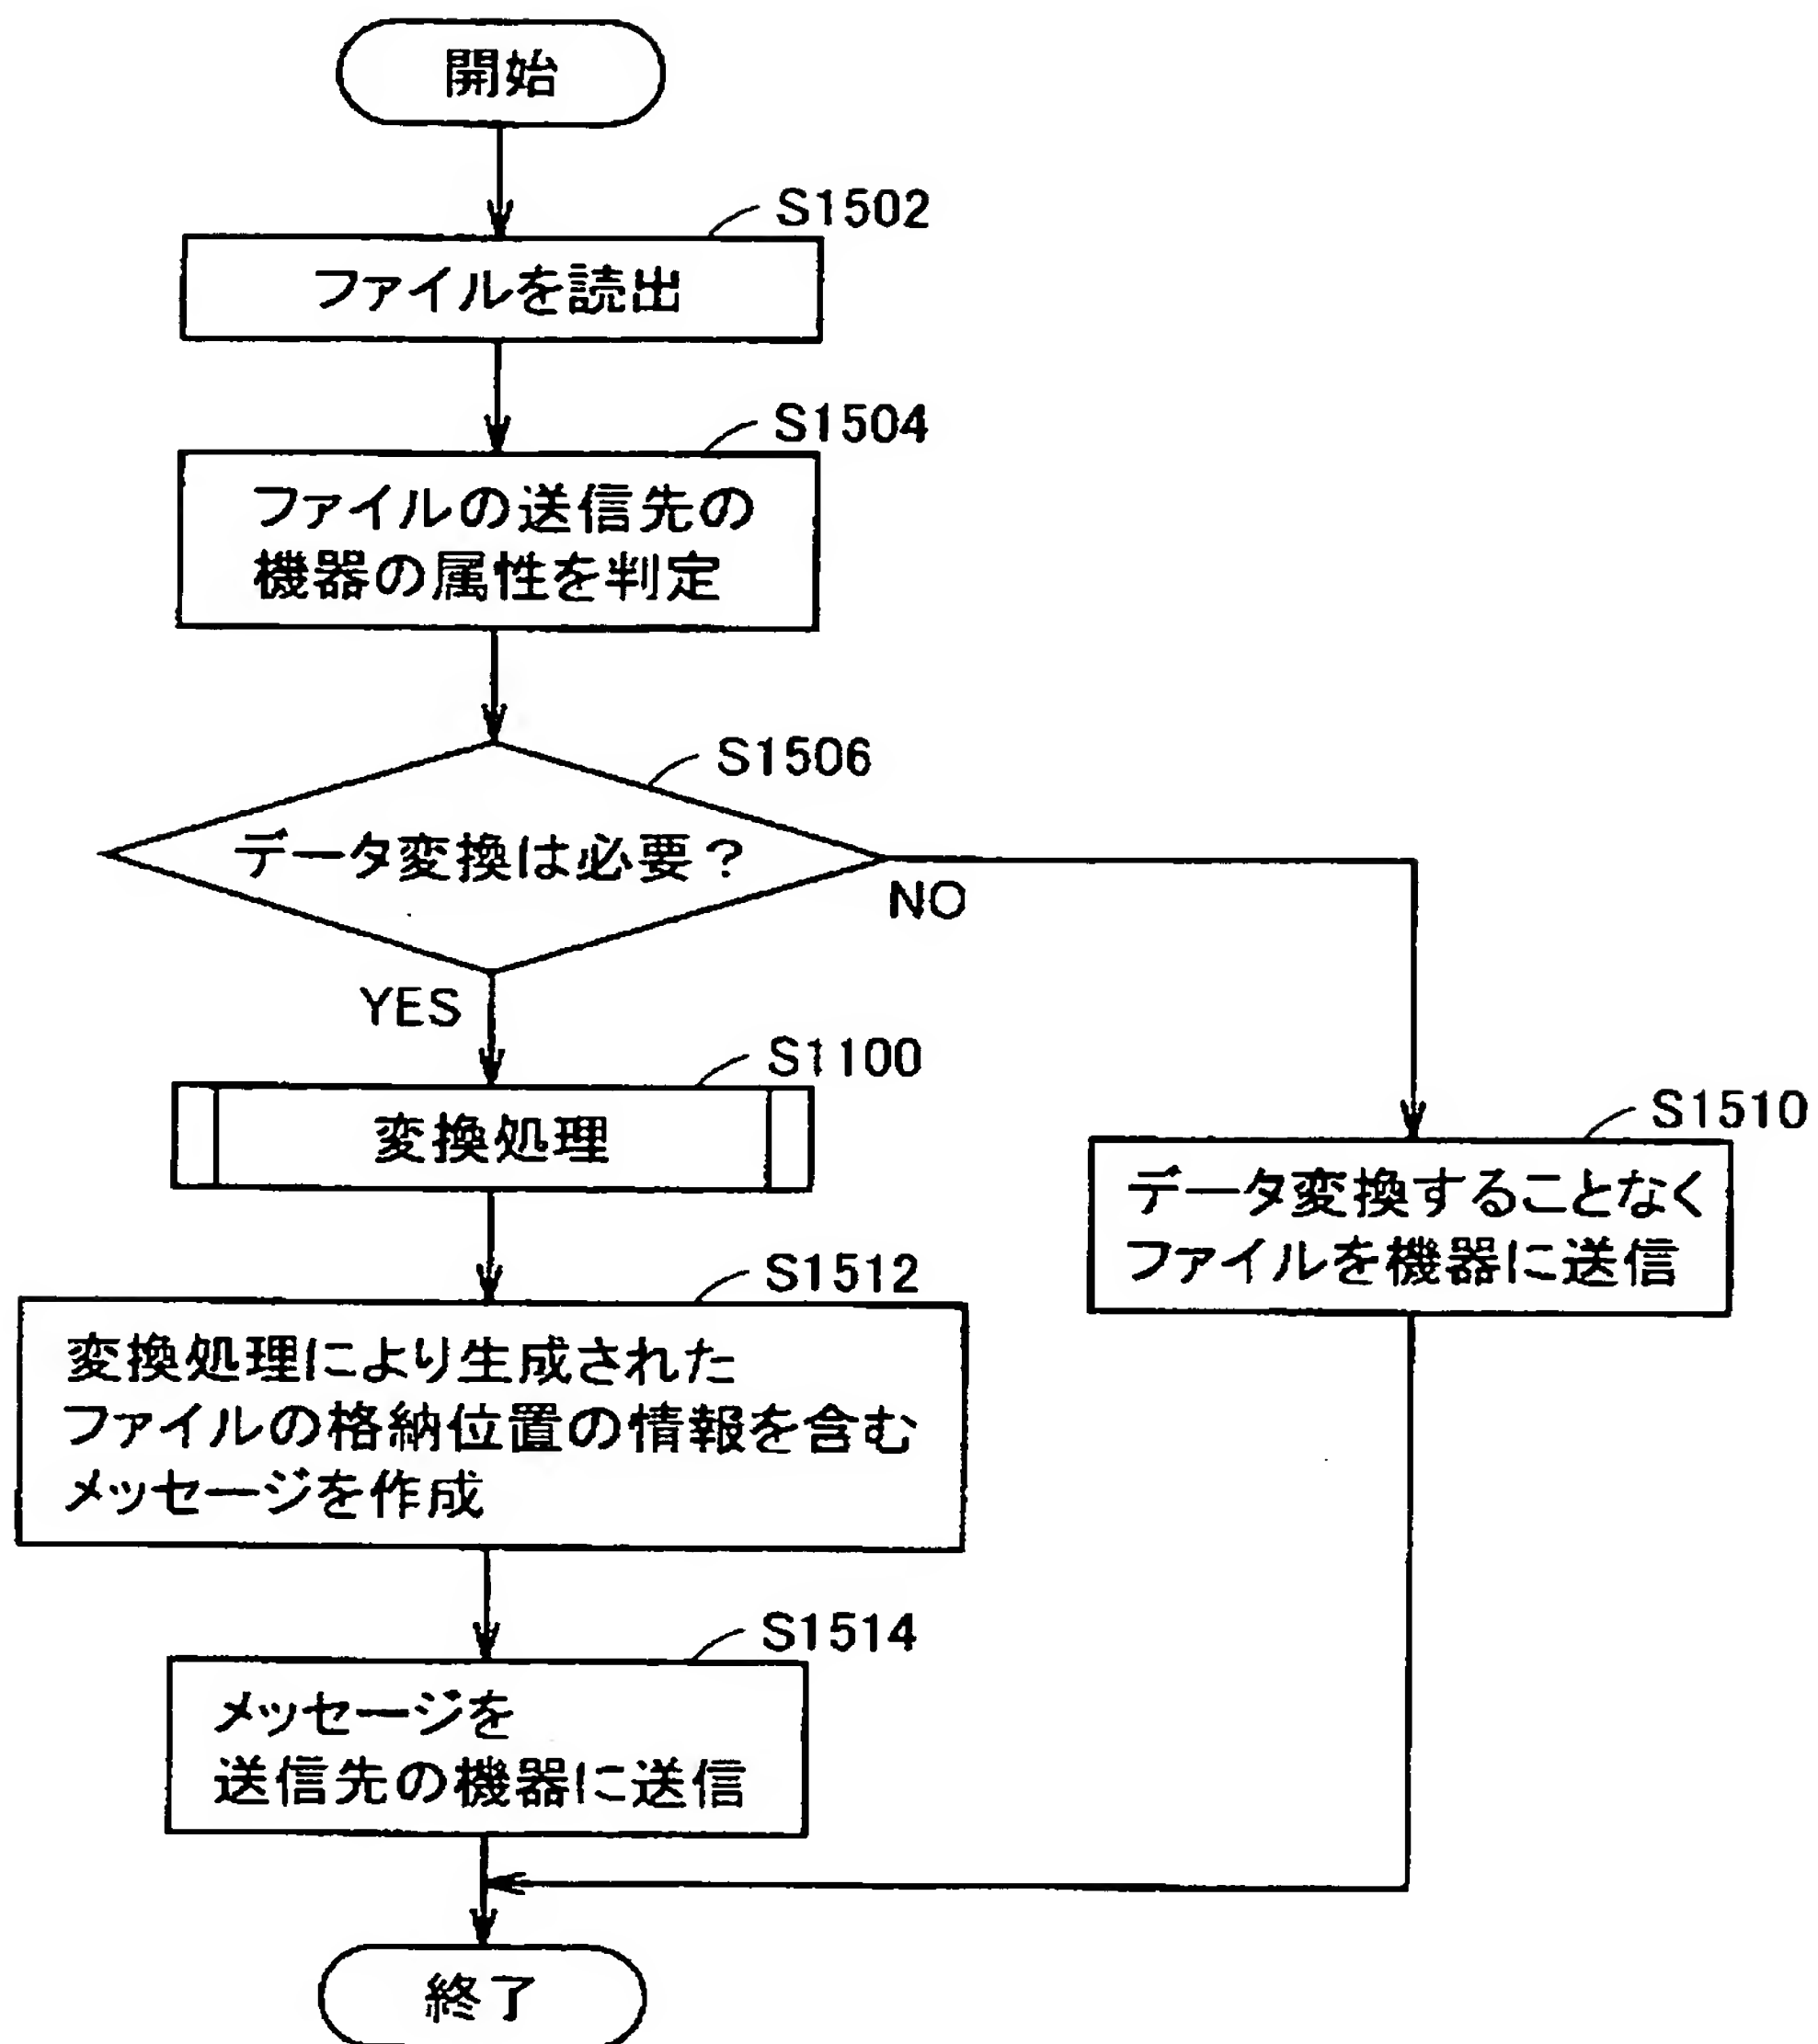 開始
S1502
ファイルを読出
S1504
ファイルの送信先の
機器の属性を判定
S1506
データ変換は必要？
NO
YES
S1100
変換処理
S1510
データ変換することなく
ファイルを機器に送信
S1512
変換処理により生成された
ファイルの格納位置の情報を含む
メッセージを作成
S1514
メッセージを
送信先の機器に送信
終了